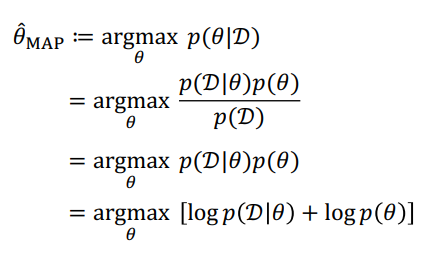 θ̂_MAP ≔ argmax_θ p(θ|𝒟)
= argmax_θ p(𝒟|θ)p(θ) / p(𝒟)
= argmax_θ p(𝒟|θ)p(θ)
= argmax_θ [log p(𝒟|θ) + log p(θ)]